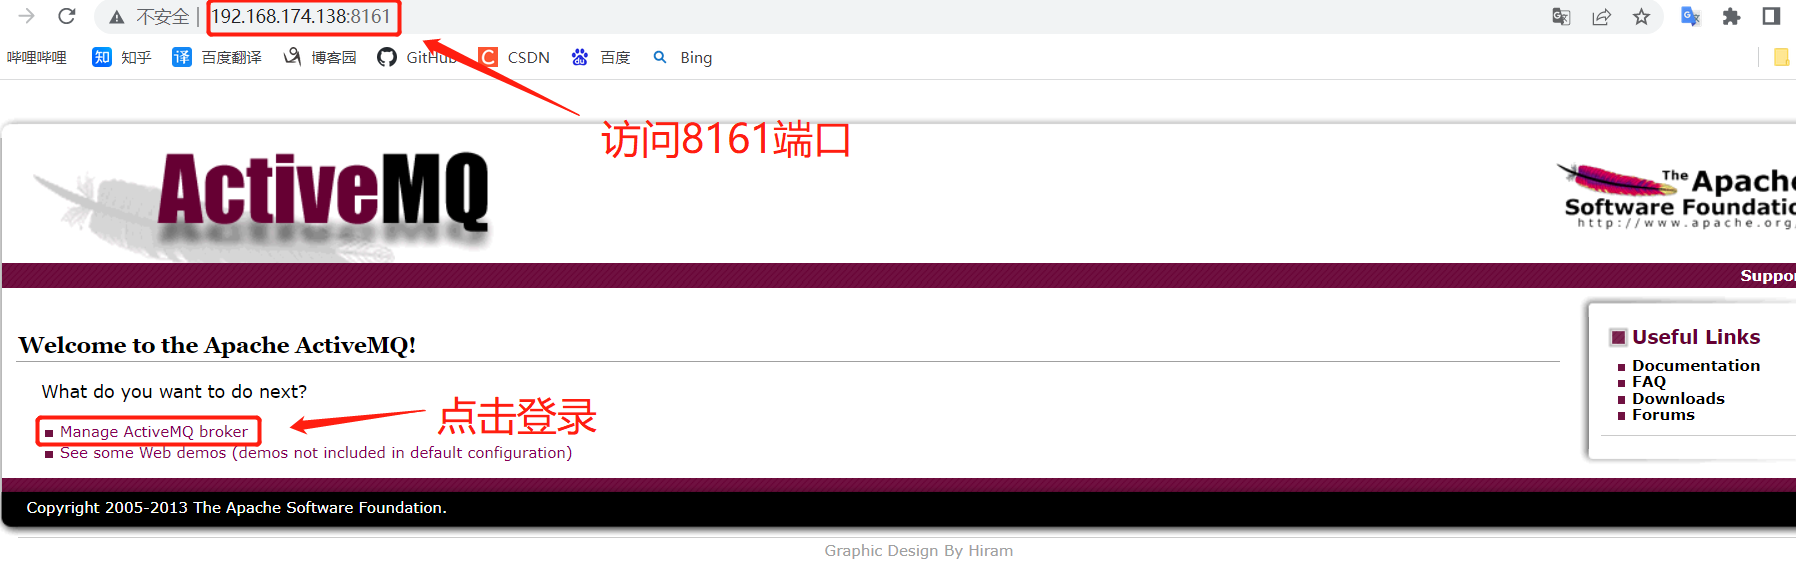 不安全 | 192.168.174.138:8161
哔哩哔哩 知乎 百度翻译 博客园 GitHub CSDN 百度 Bing
访问8161端口
ActiveMQ
The Apache
Software Foundatio
http://www.apache.org/
Suppor
Welcome to the Apache ActiveMQ!
What do you want to do next?
Manage ActiveMQ broker
点击登录
See some Web demos (demos not included in default configuration)
Useful Links
Documentation
FAQ
Downloads
Forums
Copyright 2005-2013 The Apache Software Foundation.
Graphic Design By Hiram